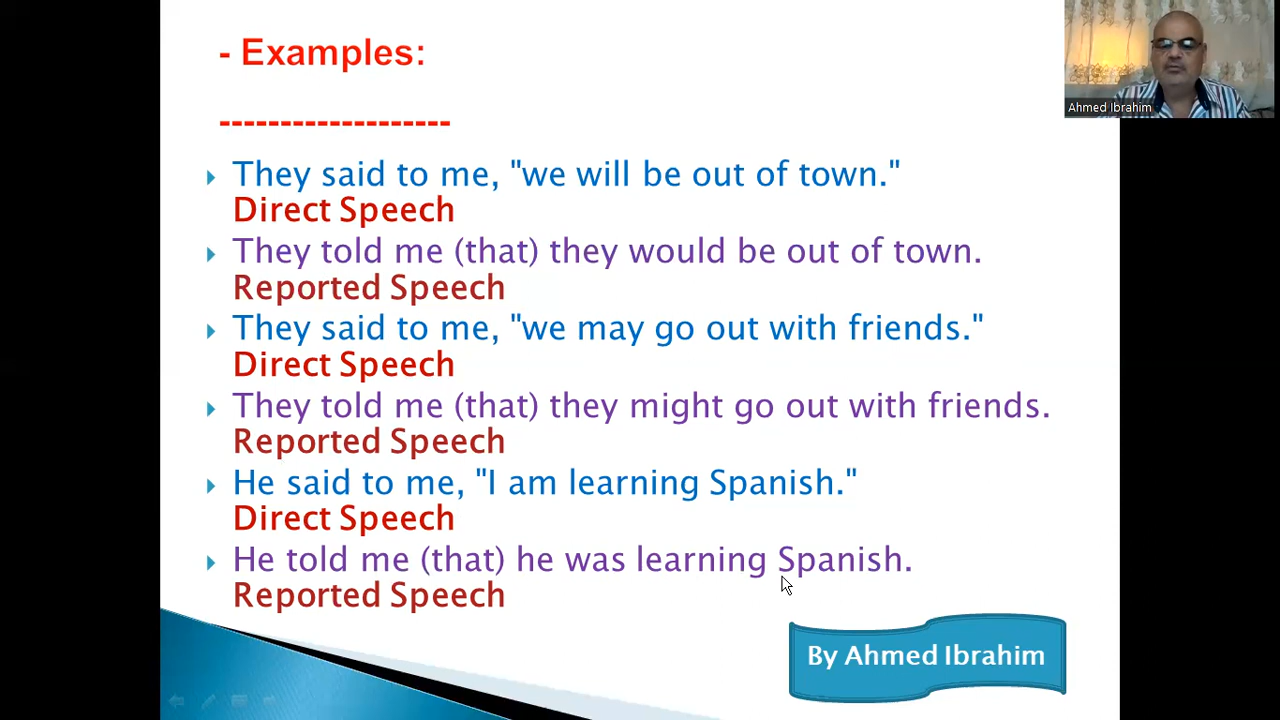 - Examples:
-------------------
They said to me, "we will be out of town."
Direct Speech
They told me (that) they would be out of town.
Reported Speech
They said to me, "we may go out with friends."
Direct Speech
They told me (that) they might go out with friends.
Reported Speech
He said to me, "I am learning Spanish."
Direct Speech
He told me (that) he was learning Spanish.
Reported Speech
By Ahmed Ibrahim
Ahmed Ibrahim